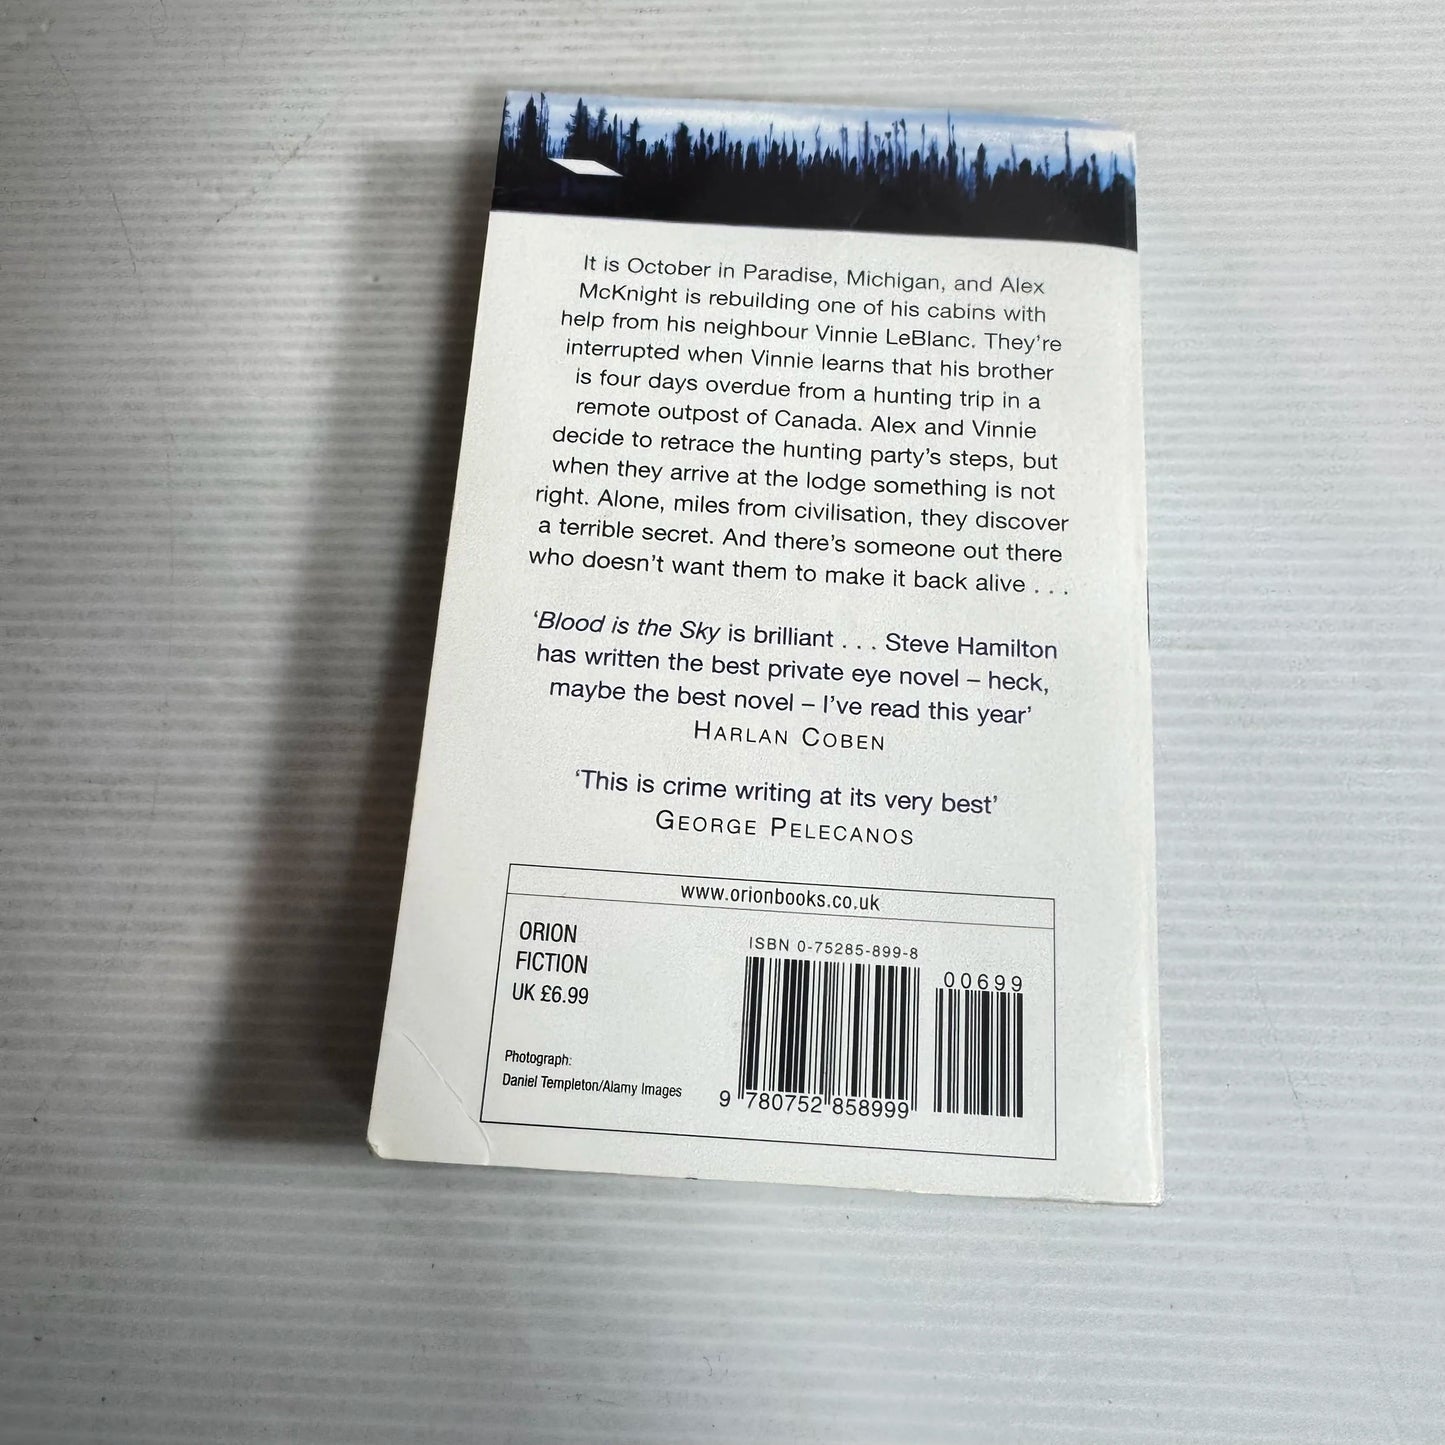 It is October in Paradise, Michigan, and Alex
McKnight is rebuilding one of his cabins with
help from his neighbour Vinnie LeBlanc. They're
interrupted when Vinnie learns that his brother
is four days overdue from a hunting trip in a
remote outpost of Canada. Alex and Vinnie
decide to retrace the hunting party's steps, but
when they arrive at the lodge something is not
right. Alone, miles from civilisation, they discover
a terrible secret. And there's someone out there
who doesn't want them to make it back alive . . .
'Blood is the Sky is brilliant . . . Steve Hamilton
has written the best private eye novel – heck,
maybe the best novel – I've read this year'
HARLAN COBEN
'This is crime writing at its very best'
GEORGE PELECANOS
www.orionbooks.co.uk
ORION
FICTION
UK £6.99
Photograph:
Daniel Templeton/Alamy Images
ISBN 0-75285-899-8
00699
9 780752 858999